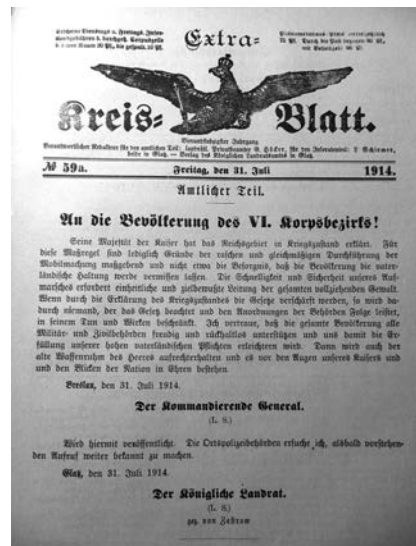 Extra=
Kreis= Blatt.
Verantwortlicher Redakteur für den amtlichen Teil:
№ 59a. Freitag, den 31. Juli 1914.
Amtlicher Teil.
An die Bevölkerung des VI. Korpsbezirks!
Seine Majestät der Kaiser hat das Reichsgebiet in Kriegszustand erklärt. Für
diese Maßregel sind lediglich Gründe der raschen und gleichmäßigen Durchführung der
Mobilmachung maßgebend und nicht etwa die Besorgnis, daß die Bevölkerung die vater-
ländische Haltung werde vermissen lassen. Die Schnelligkeit und Sicherheit unseres Auf-
marsches erfordert einheitliche und zielbewußte Leitung der gesamten vollziehenden Gewalt.
Wenn durch die Erklärung des Kriegszustandes die Gesetze verschärft werden, so wird da-
durch niemand, der das Gesetz beachtet und den Anordnungen der Behörden Folge leistet,
in seinem Tun und Wirken beschränkt. Ich vertraue, daß die gesamte Bevölkerung alle
Militär- und Zivilbehörden freudig und rückhaltlos unterstützen und uns damit die Er-
füllung unserer hohen vaterländischen Pflichten erleichtern wird. Dann wird auch der
alte Waffenruhm des Heeres aufrechterhalten und es vor den Augen unseres Kaisers und
und den Blicken der Nation in Ehren bestehen.
Breslau, den 31. Juli 1914.
Der Kommandierende General.
(L. S.)
Wird hiermit veröffentlicht. Die Ortspolizeibehörden ersuche ich, alsbald vorstehen-
den Aufruf weiter bekannt zu machen.
Glatz, den 31. Juli 1914.
Der Königliche Landrat.
(L. S.)
gez. von Zastrow